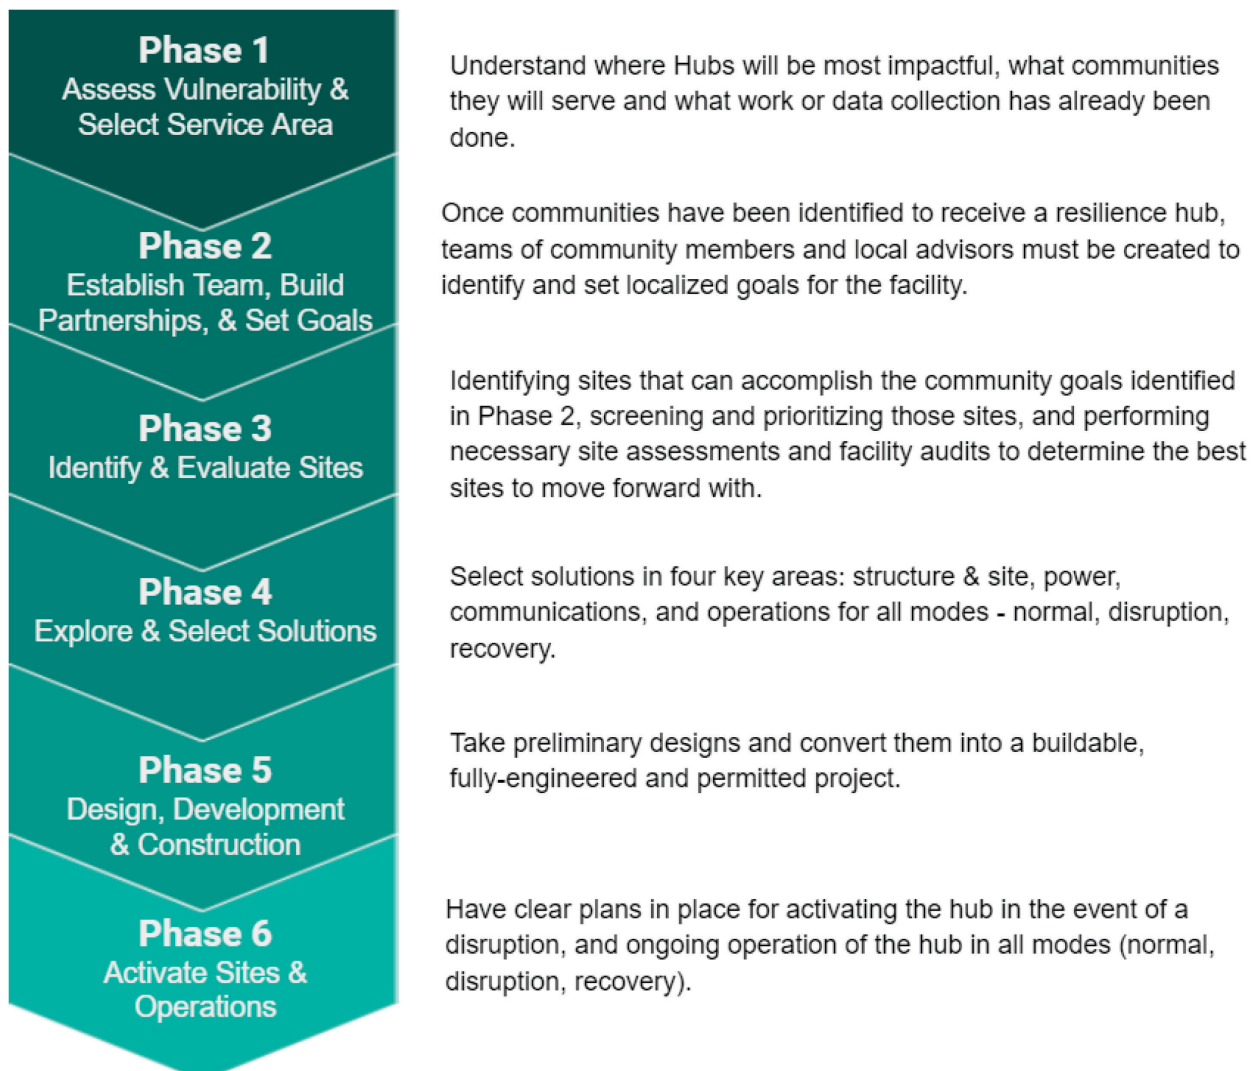 Phase 1
Assess Vulnerability &
Select Service Area
Understand where Hubs will be most impactful, what communities
they will serve and what work or data collection has already been
done.
Phase 2
Establish Team, Build
Partnerships, & Set Goals
Once communities have been identified to receive a resilience hub,
teams of community members and local advisors must be created to
identify and set localized goals for the facility.
Phase 3
Identify & Evaluate Sites
Identifying sites that can accomplish the community goals identified
in Phase 2, screening and prioritizing those sites, and performing
necessary site assessments and facility audits to determine the best
sites to move forward with.
Phase 4
Explore & Select Solutions
Select solutions in four key areas: structure & site, power,
communications, and operations for all modes - normal, disruption,
recovery.
Phase 5
Design, Development
& Construction
Take preliminary designs and convert them into a buildable,
fully-engineered and permitted project.
Phase 6
Activate Sites &
Operations
Have clear plans in place for activating the hub in the event of a
disruption, and ongoing operation of the hub in all modes (normal,
disruption, recovery).